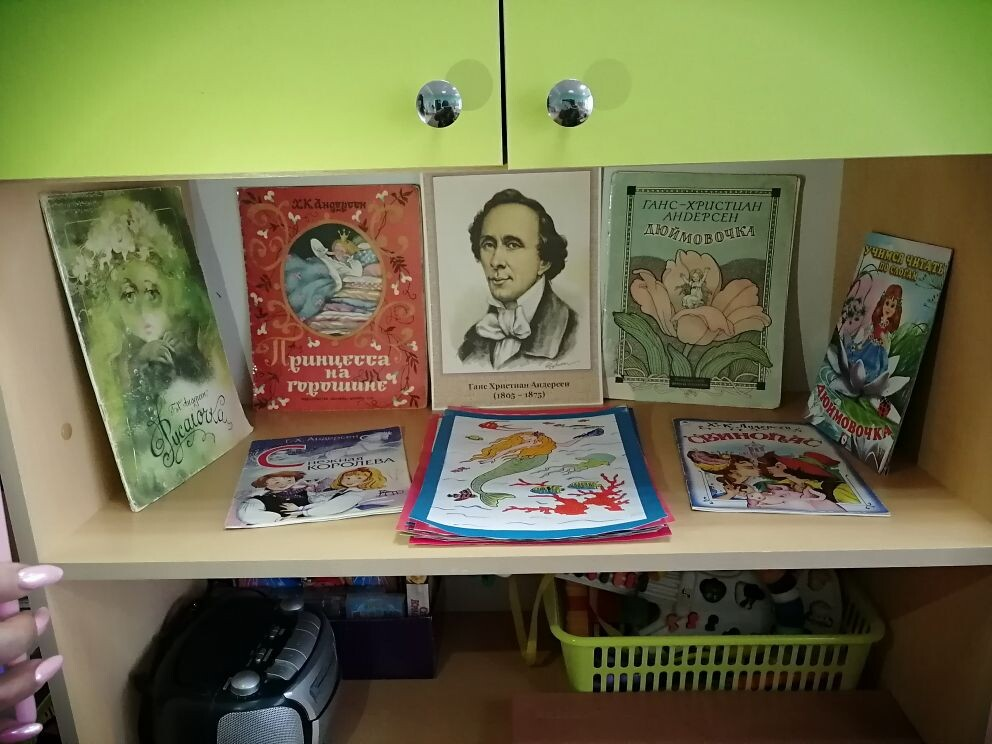 Х.К. Андерсен
Принцесса
на
горошине
Ганс Христиан Андерсен
(1805 – 1875)
ГАНС-ХРИСТИАН
АНДЕРСЕН
ДЮЙМОВОЧКА
УЧИМСЯ ЧИТАТЬ
ПО СЛОГАМ
ДЮЙМОВОЧКА
Русалочка
Г.Х. Андерсен
Снежная
КОРОЛЕВА
Х.-К. Андерсен
СВИНОПАС